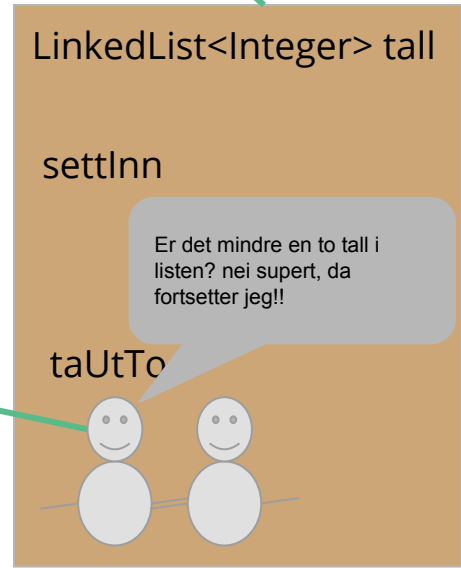 LinkedList<Integer> tall
settInn
Er det mindre en to tall i
listen? nei supert, da
fortsetter jeg!!
taUtTo